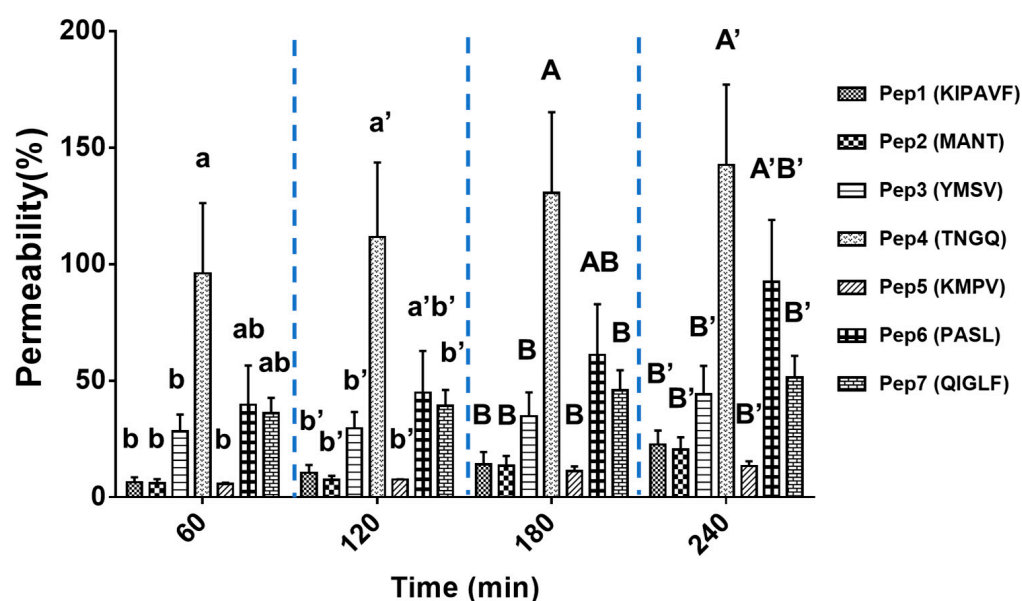 200
150
100
50
0
Permeability(%)
b
b
b
a
b
ab
ab
b’
b’
b’
a’
b’
a’b’
b’
B
B
B
A
B
AB
B
B’
B’
B’
A’
B’
A’B’
B’
60
120
180
240
Time (min)
Pep1 (KIPAVF)
Pep2 (MANT)
Pep3 (YMSV)
Pep4 (TNGQ)
Pep5 (KMPV)
Pep6 (PASL)
Pep7 (QIGLF)